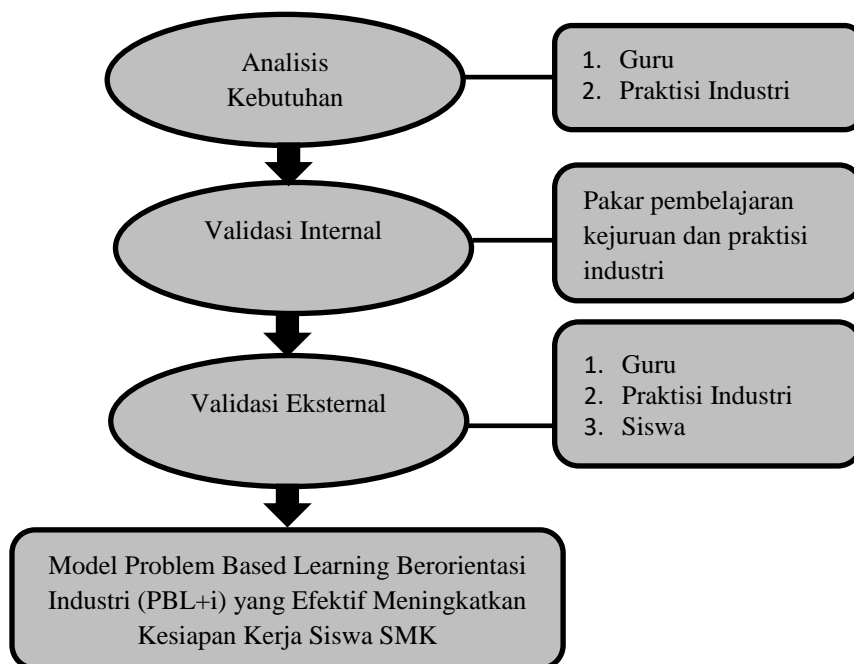 Analisis
Kebutuhan
1. Guru
2. Praktisi Industri
Validasi Internal
Pakar pembelajaran
kejuruan dan praktisi
industri
Validasi Eksternal
1. Guru
2. Praktisi Industri
3. Siswa
Model Problem Based Learning Berorientasi
Industri (PBL+i) yang Efektif Meningkatkan
Kesiapan Kerja Siswa SMK